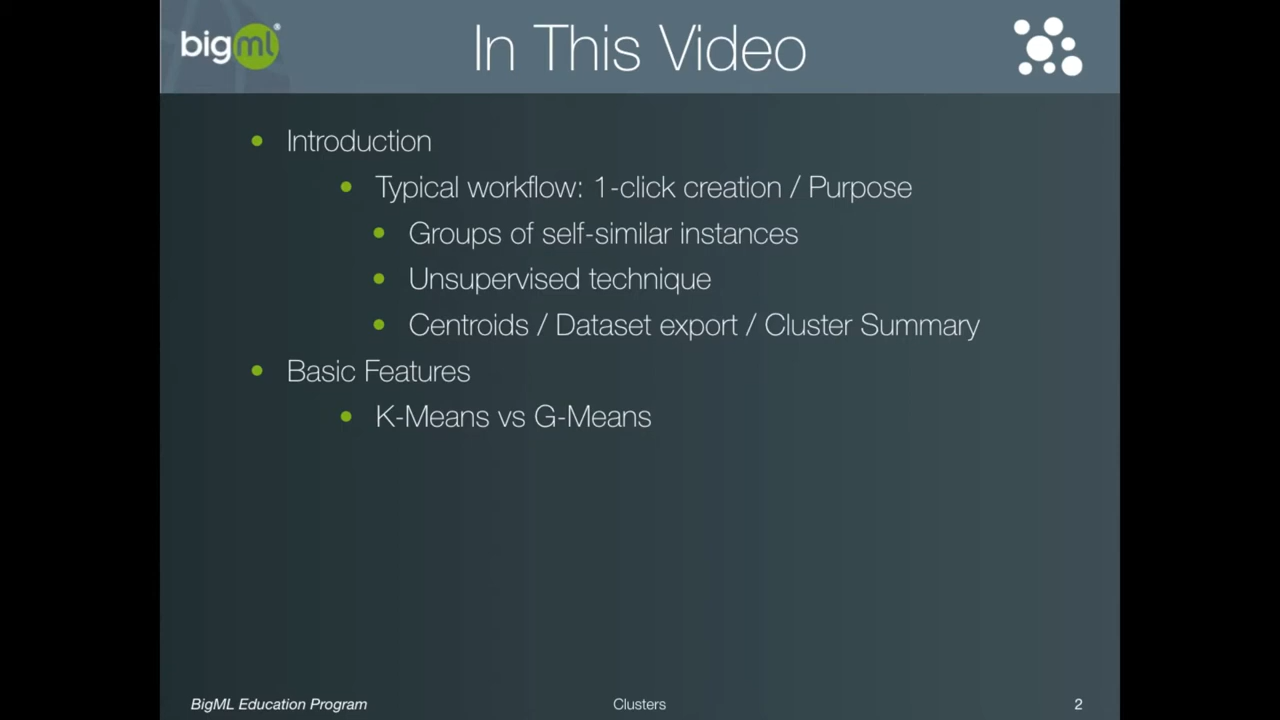 bigml®
In This Video
Introduction
Typical workflow: 1-click creation / Purpose
Groups of self-similar instances
Unsupervised technique
Centroids / Dataset export / Cluster Summary
Basic Features
K-Means vs G-Means
BigML Education Program
Clusters
2